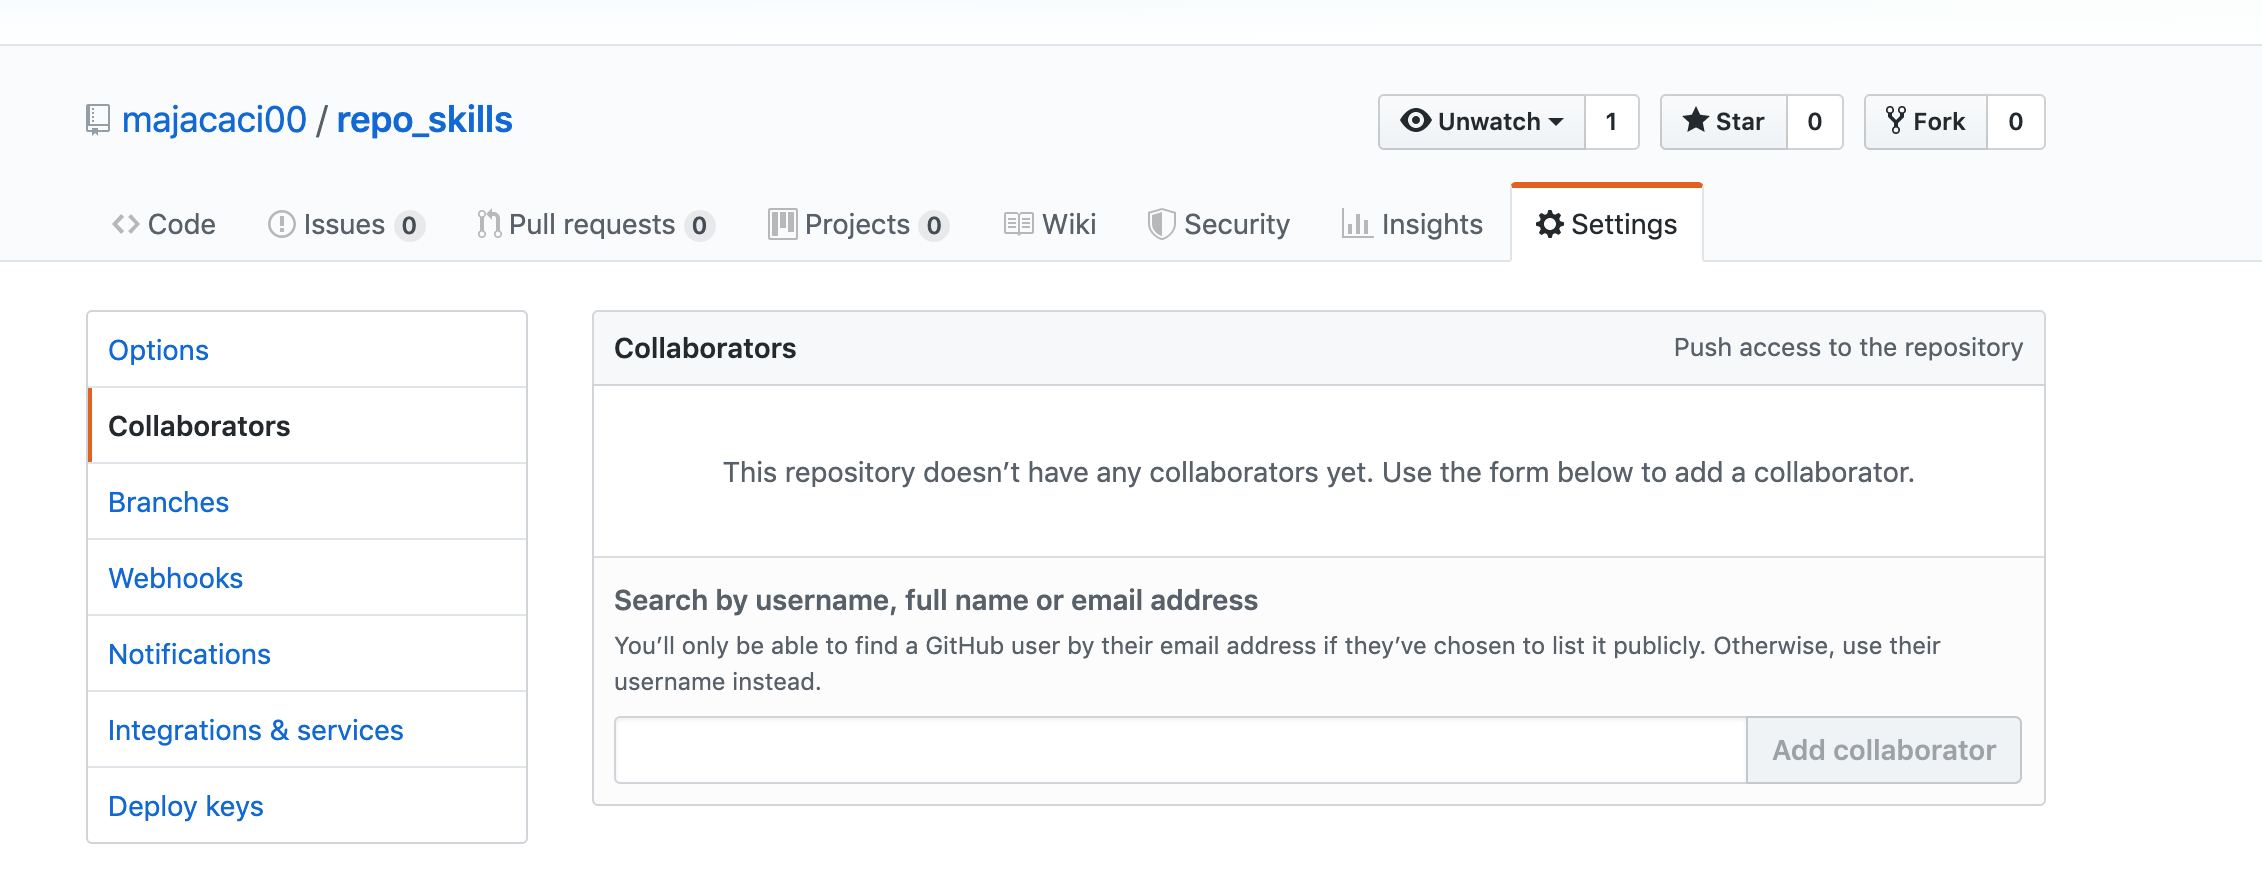 majacaci00 / repo_skills
Unwatch 1 Star 0 Fork 0
Code Issues 0 Pull requests 0 Projects 0 Wiki Security Insights Settings
Options
Collaborators
Branches
Webhooks
Notifications
Integrations & services
Deploy keys
Collaborators Push access to the repository
This repository doesn’t have any collaborators yet. Use the form below to add a collaborator.
Search by username, full name or email address
You’ll only be able to find a GitHub user by their email address if they’ve chosen to list it publicly. Otherwise, use their
username instead.
Add collaborator